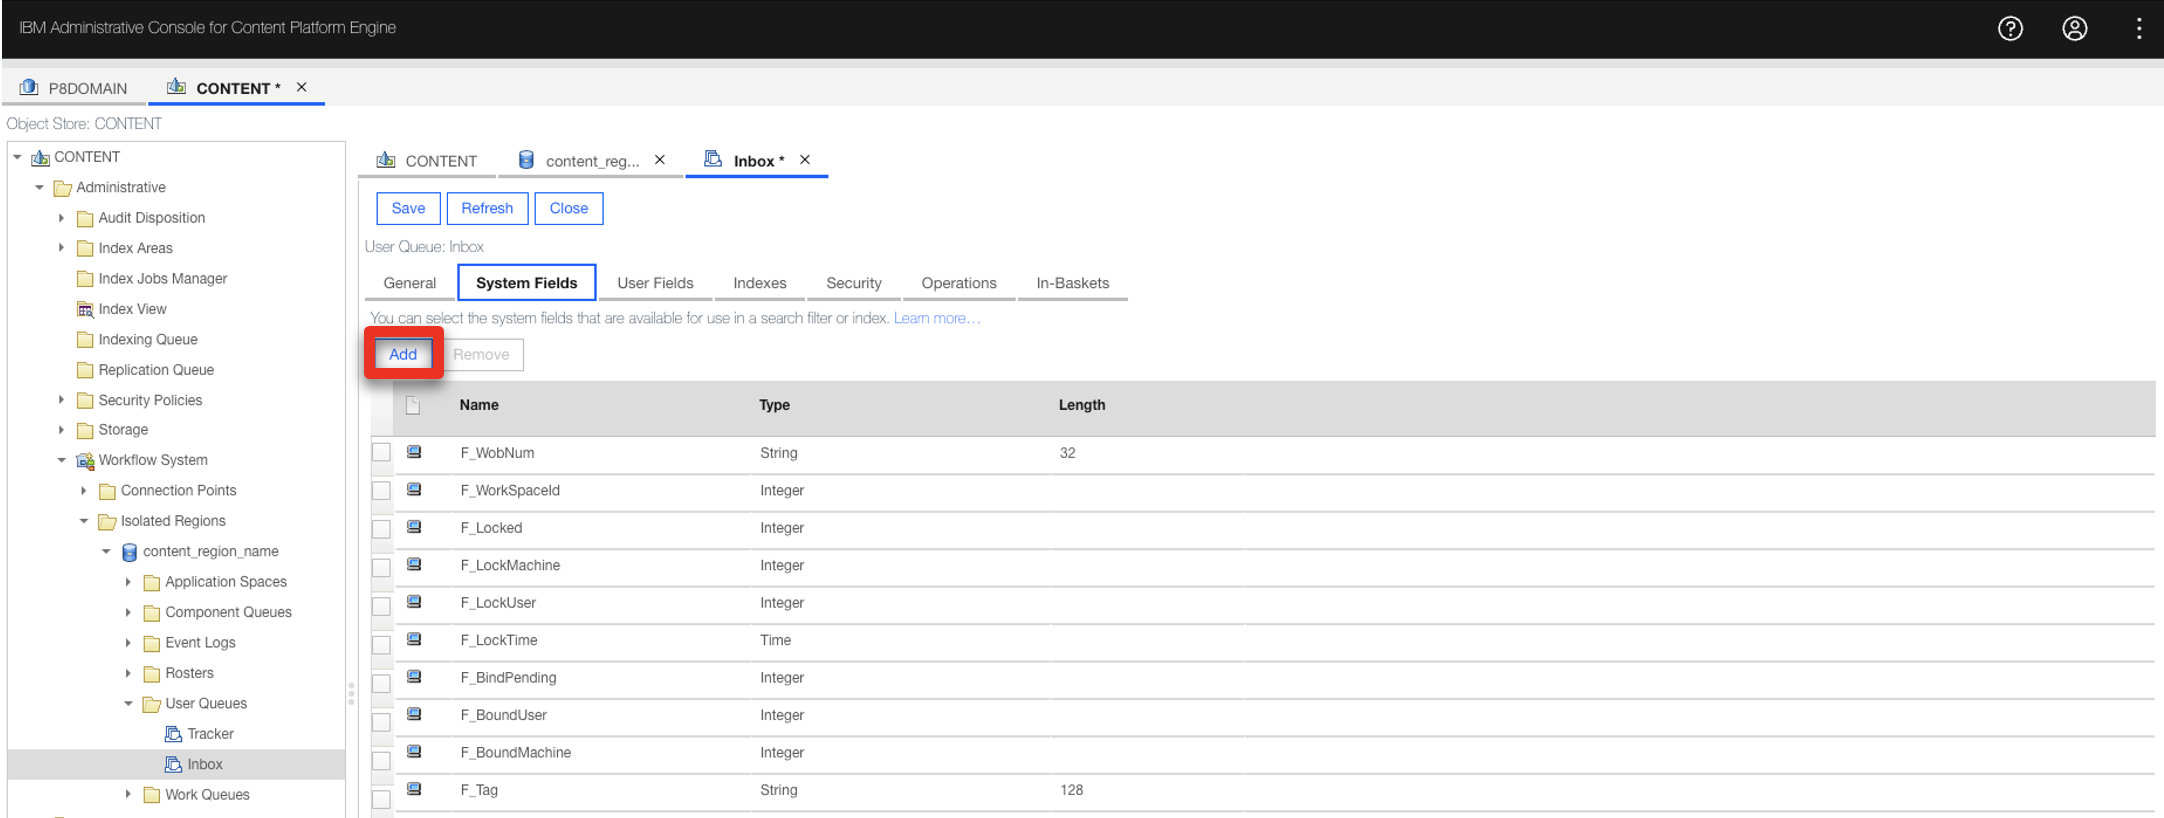 IBM Administrative Console for Content Platform Engine
P8DOMAIN
CONTENT *
Object Store: CONTENT
CONTENT
Administrative
Audit Disposition
Index Areas
Index Jobs Manager
Index View
Indexing Queue
Replication Queue
Security Policies
Storage
Workflow System
Connection Points
Isolated Regions
content_region_name
Application Spaces
Component Queues
Event Logs
Rosters
User Queues
Tracker
Inbox
Work Queues
CONTENT
content_reg...
Inbox *
Save Refresh Close
User Queue: Inbox
General System Fields User Fields Indexes Security Operations In-Baskets
You can select the system fields that are available for use in a search filter or index. Learn more...
Add Remove
Name Type Length
F_WobNum String 32
F_WorkSpaceId Integer
F_Locked Integer
F_LockMachine Integer
F_LockUser Integer
F_LockTime Time
F_BindPending Integer
F_BoundUser Integer
F_BoundMachine Integer
F_Tag String 128